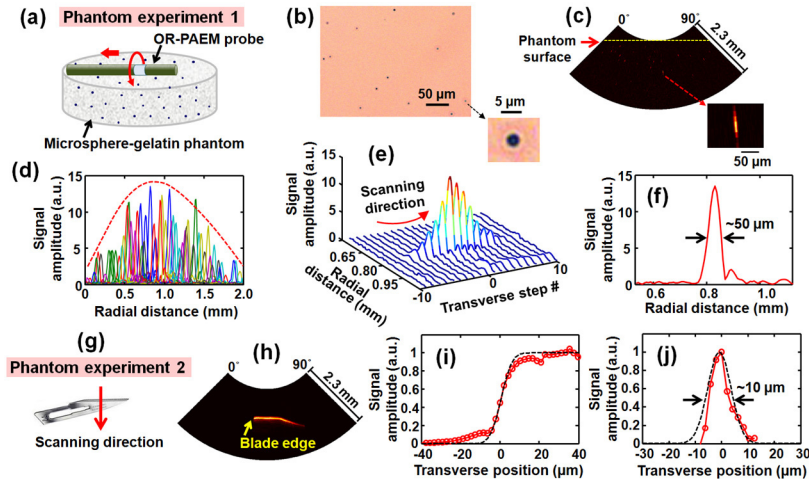 (a)
Phantom experiment 1
OR-PAEM probe
Microsphere-gelatin phantom
(b)
50 µm
5 µm
(c)
0°
90°
2.3 mm
Phantom
surface
50 µm
(d)
Signal
amplitude (a.u.)
15
10
5
0
0
0.5
1.0
1.5
2.0
Radial distance (mm)
(e)
Scanning
direction
Signal
amplitude (a.u.)
15
10
5
0
0.65
0.80
0.95
Radial
distance (mm)
-10
0
10
Transverse step #
(f)
Signal
amplitude (a.u.)
15
10
5
0
~50 µm
0.6
0.8
1
Radial distance (mm)
(g)
Phantom experiment 2
Scanning direction
(h)
0°
90°
2.3 mm
Blade edge
(i)
Signal
amplitude (a.u.)
1
0.8
0.6
0.4
0.2
0
-40
-20
0
20
40
Transverse position (µm)
(j)
Signal
amplitude (a.u.)
1
0.8
0.6
0.4
0.2
0
~10 µm
-30
-20
-10
0
10
20
30
Transverse position (µm)